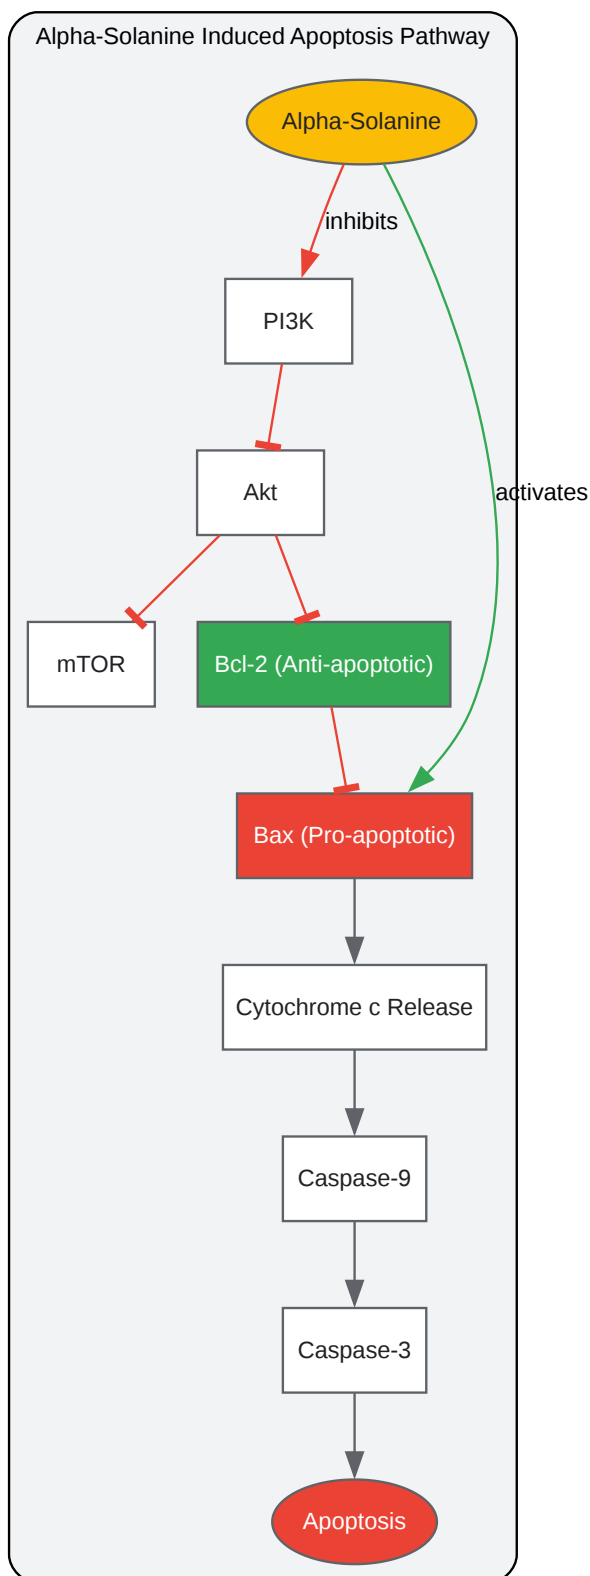 Alpha-Solanine Induced Apoptosis Pathway
Alpha-Solanine
inhibits
PI3K
Akt
activates
mTOR
Bcl-2 (Anti-apoptotic)
Bax (Pro-apoptotic)
Cytochrome c Release
Caspase-9
Caspase-3
Apoptosis